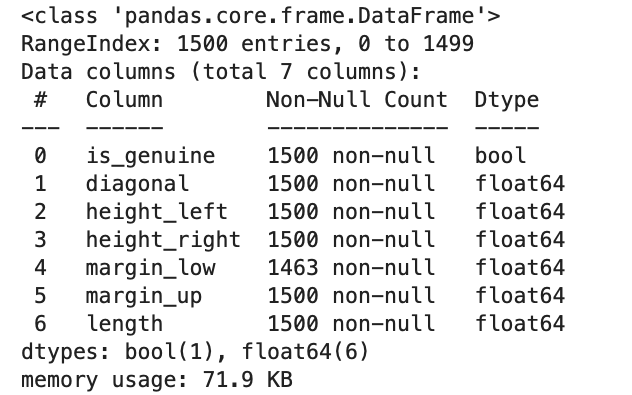 <class 'pandas.core.frame.DataFrame'>
RangeIndex: 1500 entries, 0 to 1499
Data columns (total 7 columns):
 #   Column        Non-Null Count  Dtype
---  ------        --------------  -----
 0   is_genuine    1500 non-null   bool
 1   diagonal      1500 non-null   float64
 2   height_left   1500 non-null   float64
 3   height_right  1500 non-null   float64
 4   margin_low    1463 non-null   float64
 5   margin_up     1500 non-null   float64
 6   length        1500 non-null   float64
dtypes: bool(1), float64(6)
memory usage: 71.9 KB